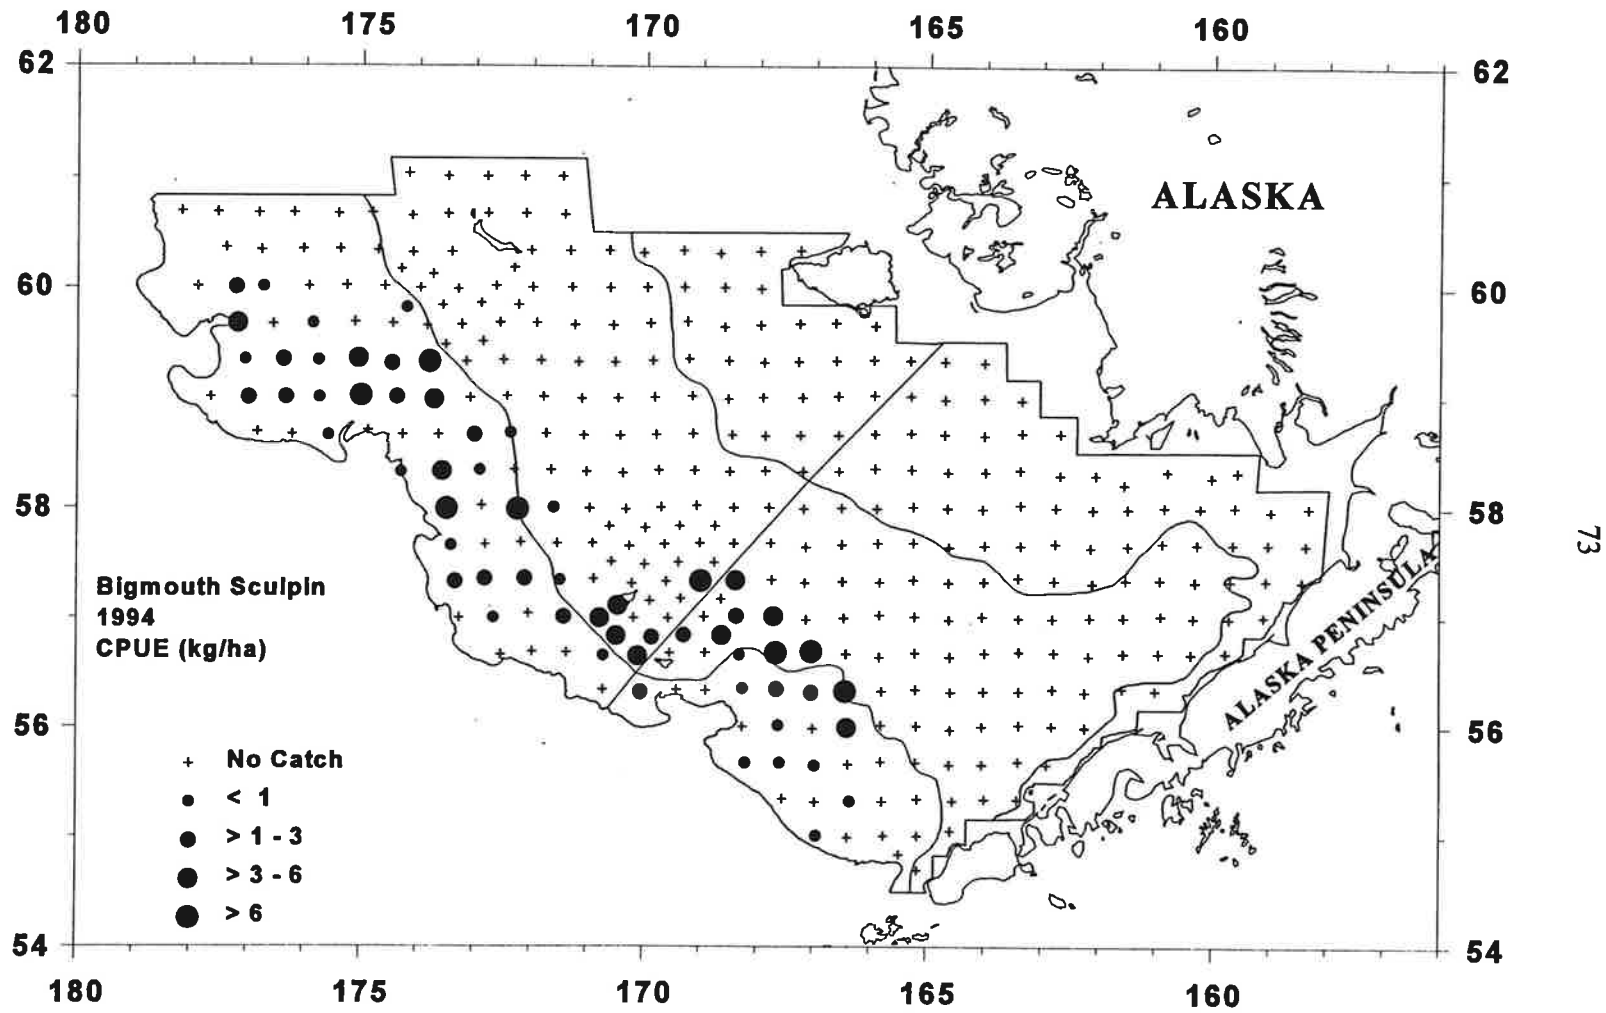 180 175 170 165 160
62 62
ALASKA
60 60
58 58
73
Bigmouth Sculpin
1994
CPUE (kg/ha)
ALASKA PENINSULA
56 56
No Catch
< 1
> 1 - 3
> 3 - 6
> 6
54 54
180 175 170 165 160